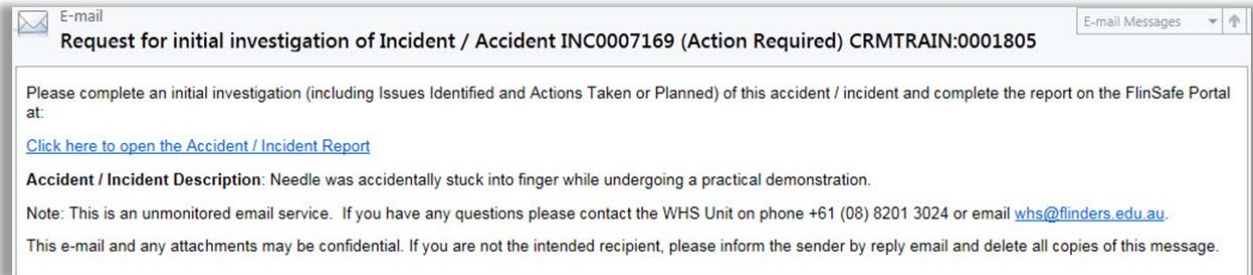 E-mail
E-mail Messages
Request for initial investigation of Incident / Accident INC0007169 (Action Required) CRMTRAIN:0001805
Please complete an initial investigation (including Issues Identified and Actions Taken or Planned) of this accident / incident and complete the report on the FlinSafe Portal
at:
Click here to open the Accident / Incident Report
Accident / Incident Description: Needle was accidentally stuck into finger while undergoing a practical demonstration.
Note: This is an unmonitored email service.  If you have any questions please contact the WHS Unit on phone +61 (08) 8201 3024 or email whs@flinders.edu.au.
This e-mail and any attachments may be confidential. If you are not the intended recipient, please inform the sender by reply email and delete all copies of this message.